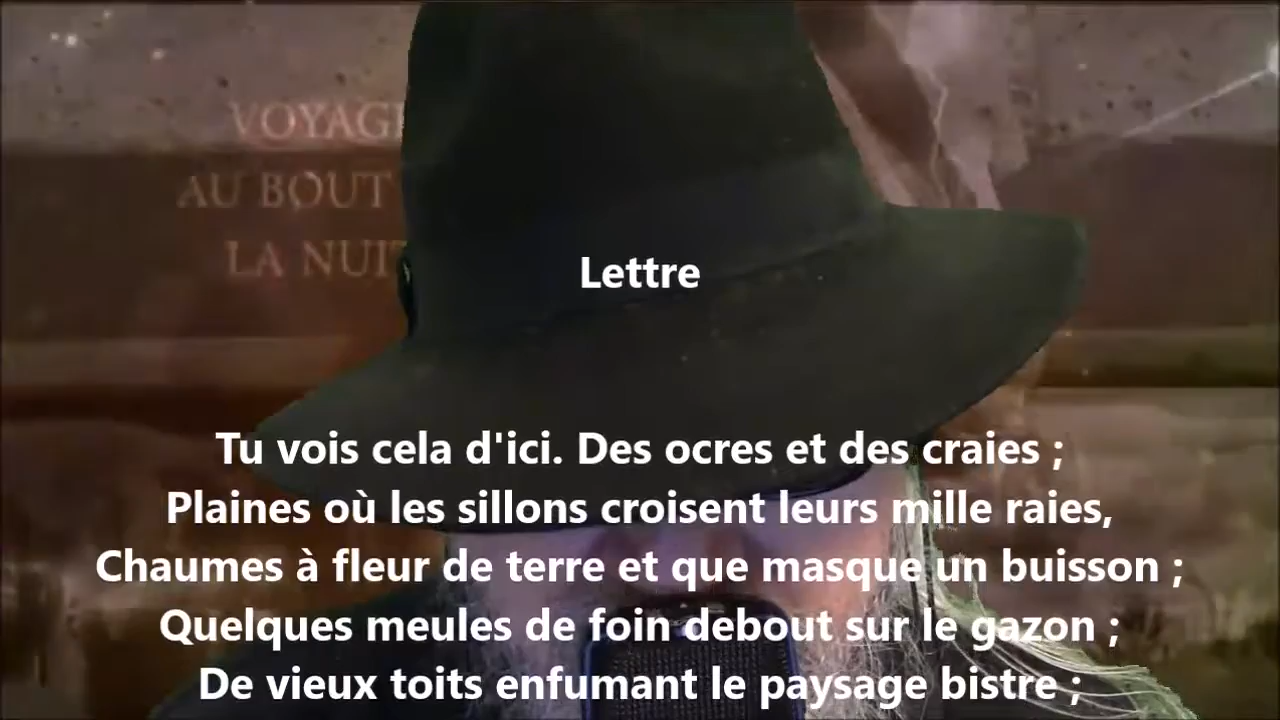 VOYAGE
AU BOUT
LA NUIT
Lettre
Tu vois cela d'ici. Des ocres et des craies ;
Plaines où les sillons croisent leurs mille raies,
Chaumes à fleur de terre et que masque un buisson ;
Quelques meules de foin debout sur le gazon ;
De vieux toits enfumant le paysage bistre ;